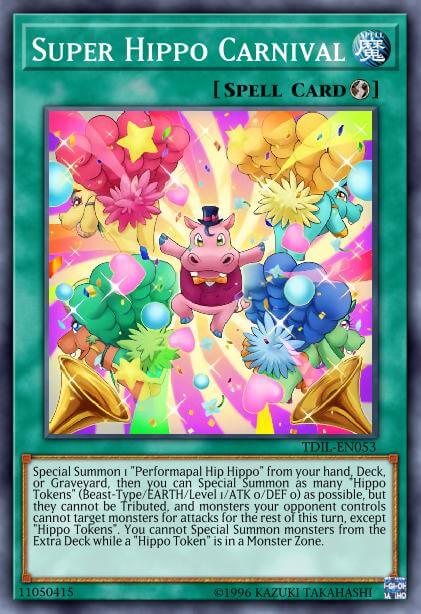 SUPER HIPPO CARNIVAL
SPELL
魔
[SPELL CARD]
TDIL-EN053
Special Summon 1 "Performapal Hip Hippo" from your hand, Deck,
or Graveyard, then you can Special Summon as many "Hippo
Tokens" (Beast-Type/EARTH/Level 1/ATK 0/DEF 0) as possible, but
they cannot be Tributed, and monsters your opponent controls
cannot target monsters for attacks for the rest of this turn, except
"Hippo Tokens". You cannot Special Summon monsters from the
Extra Deck while a "Hippo Token" is in a Monster Zone.
11050415
©1996 KAZUKI TAKAHASHI